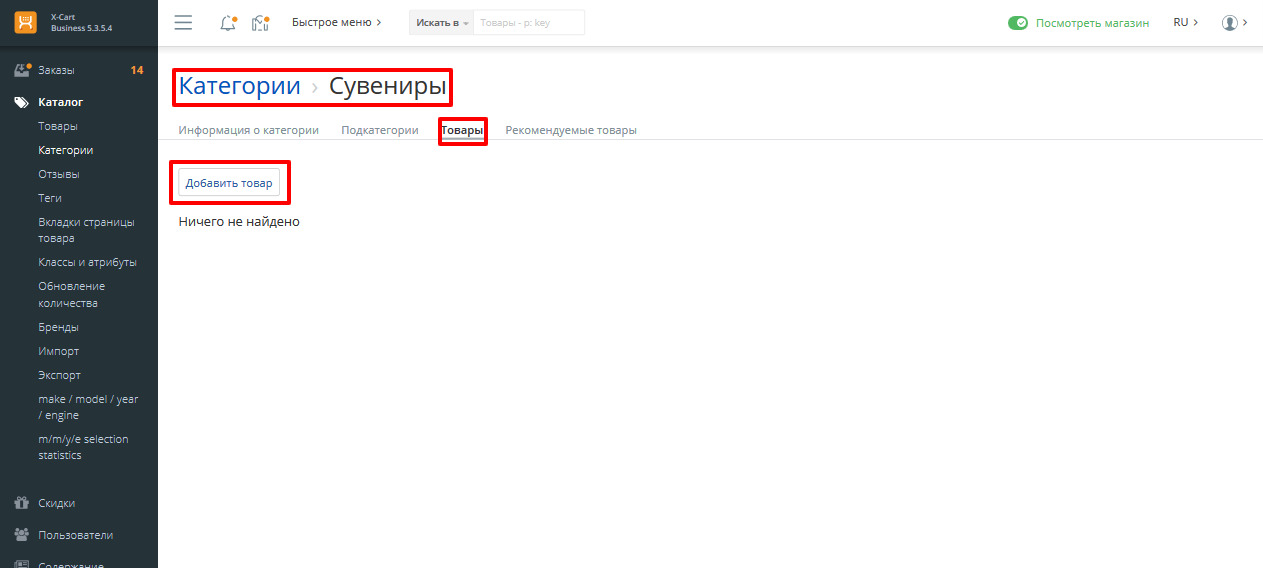 X-Cart
Business 5.3.5.4
Быстрое меню
Искать в
Товары - p: key
Посмотреть магазин
RU
Заказы 14
Каталог
Товары
Категории
Отзывы
Теги
Вкладки страницы
товара
Классы и атрибуты
Обновление
количества
Бренды
Импорт
Экспорт
make / model / year
/ engine
m/m/y/e selection
statistics
Скидки
Пользователи
Содержание
Категории › Сувениры
Информация о категории Подкатегории Товары Рекомендуемые товары
Добавить товар
Ничего не найдено